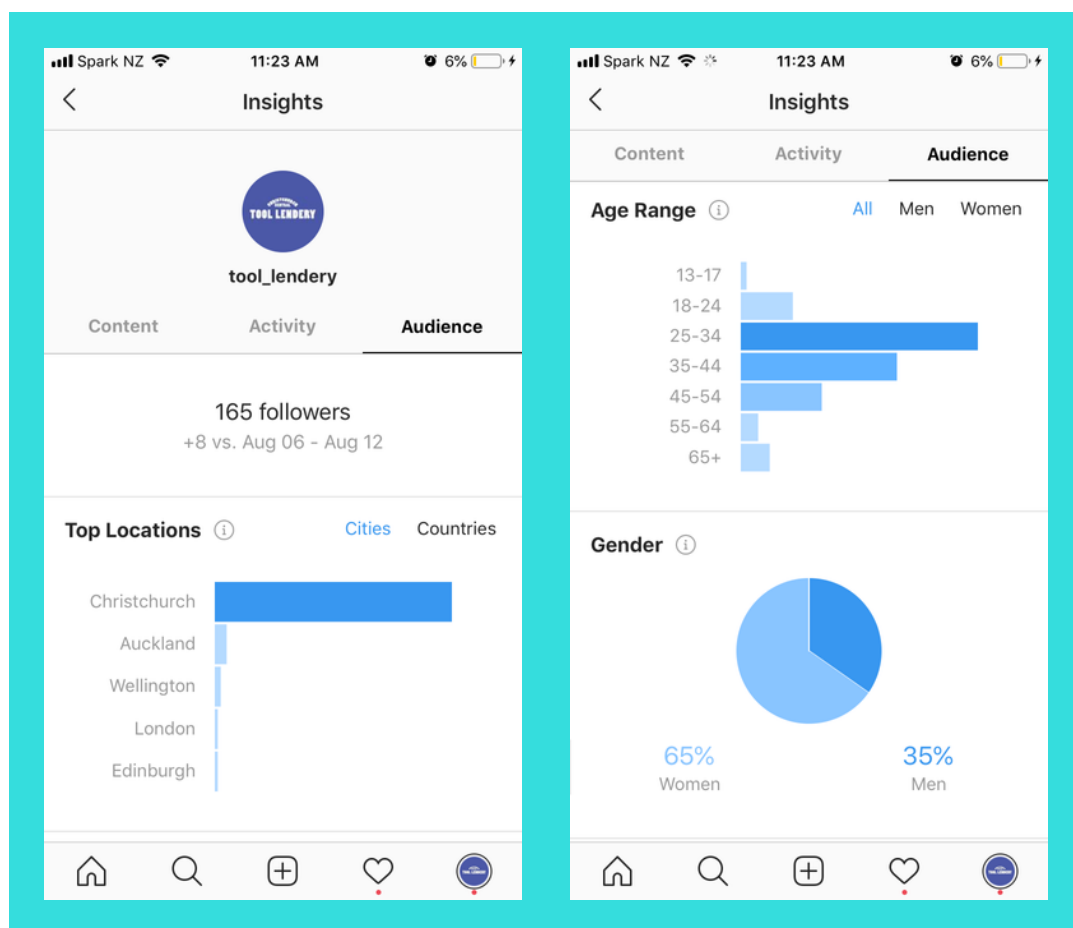 Spark NZ 11:23 AM 6%
Insights
TOOL LENDERY
tool_lendery
Content Activity Audience
165 followers
+8 vs. Aug 06 - Aug 12
Top Locations Cities Countries
Christchurch
Auckland
Wellington
London
Edinburgh
Spark NZ 11:23 AM 6%
Insights
Content Activity Audience
Age Range All Men Women
13-17
18-24
25-34
35-44
45-54
55-64
65+
Gender
65% 35%
Women Men